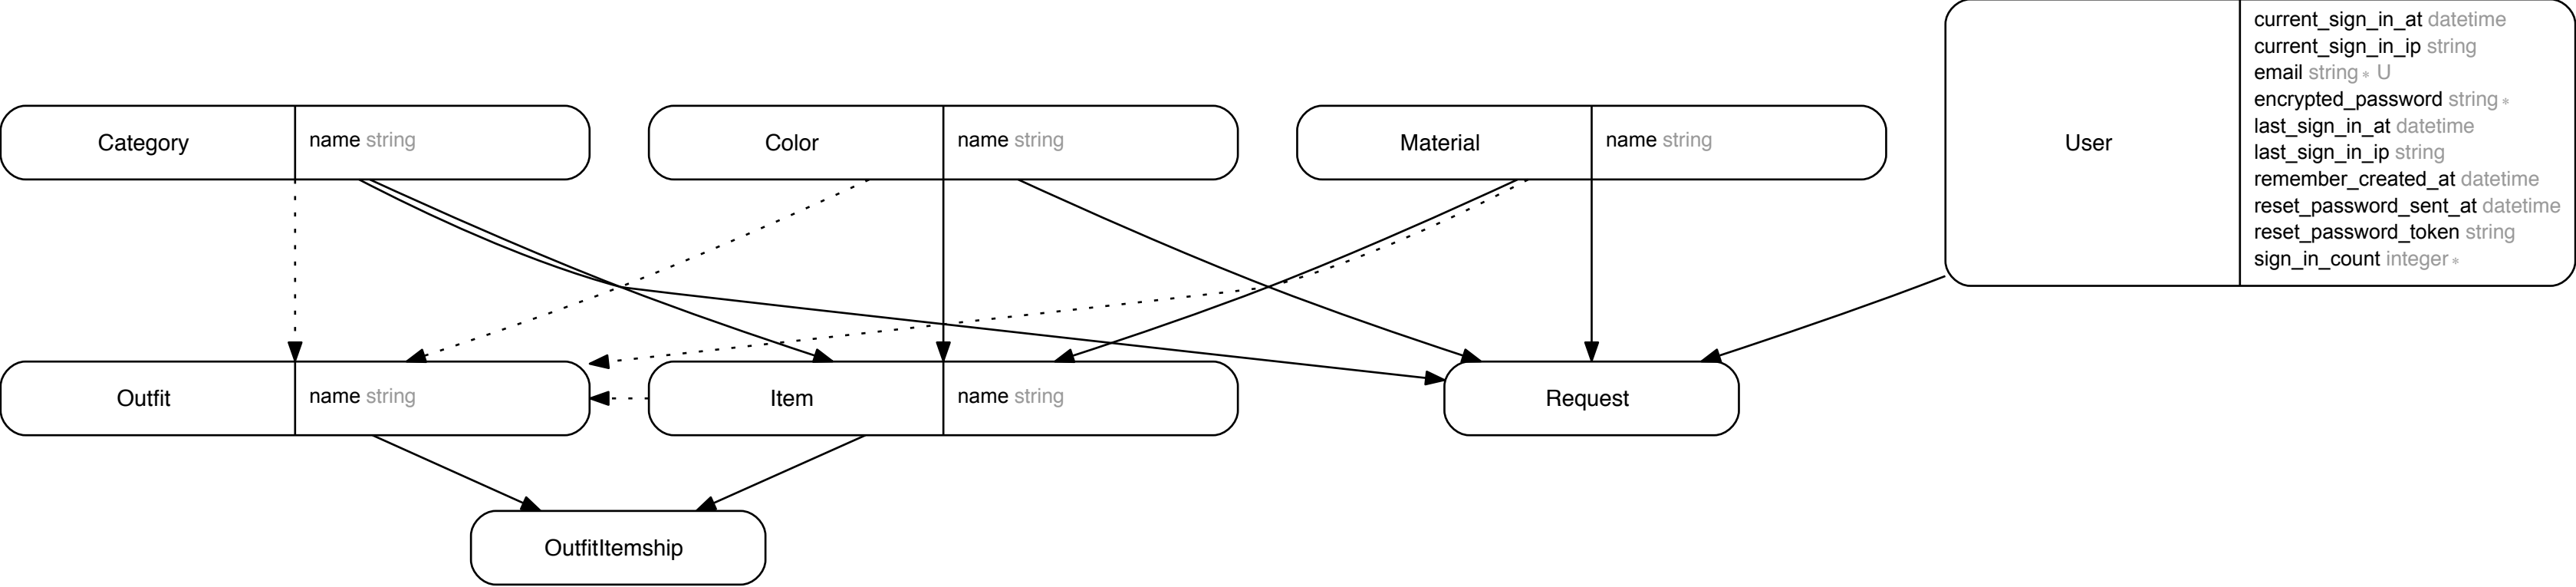 Category
name string
Color
name string
Material
name string
User
current_sign_in_at datetime
current_sign_in_ip string
email string∗ U
encrypted_password string∗
last_sign_in_at datetime
last_sign_in_ip string
remember_created_at datetime
reset_password_sent_at datetime
reset_password_token string
sign_in_count integer∗
Outfit
name string
Item
name string
Request
OutfitItemship